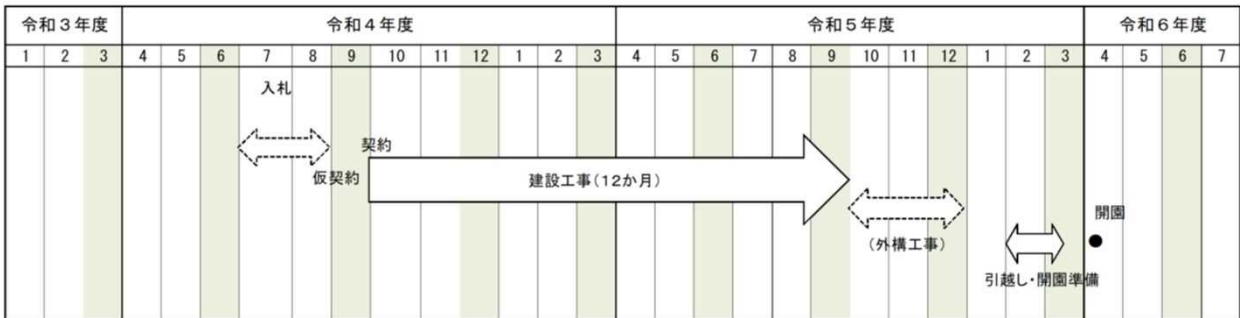 令和3年度 令和4年度 令和5年度 令和6年度
1 2 3 4 5 6 7 8 9 10 11 12 1 2 3 4 5 6 7 8 9 10 11 12 1 2 3 4 5 6 7
入札
契約
仮契約
建設工事(12か月)
開園
(外構工事)
引越し・開園準備